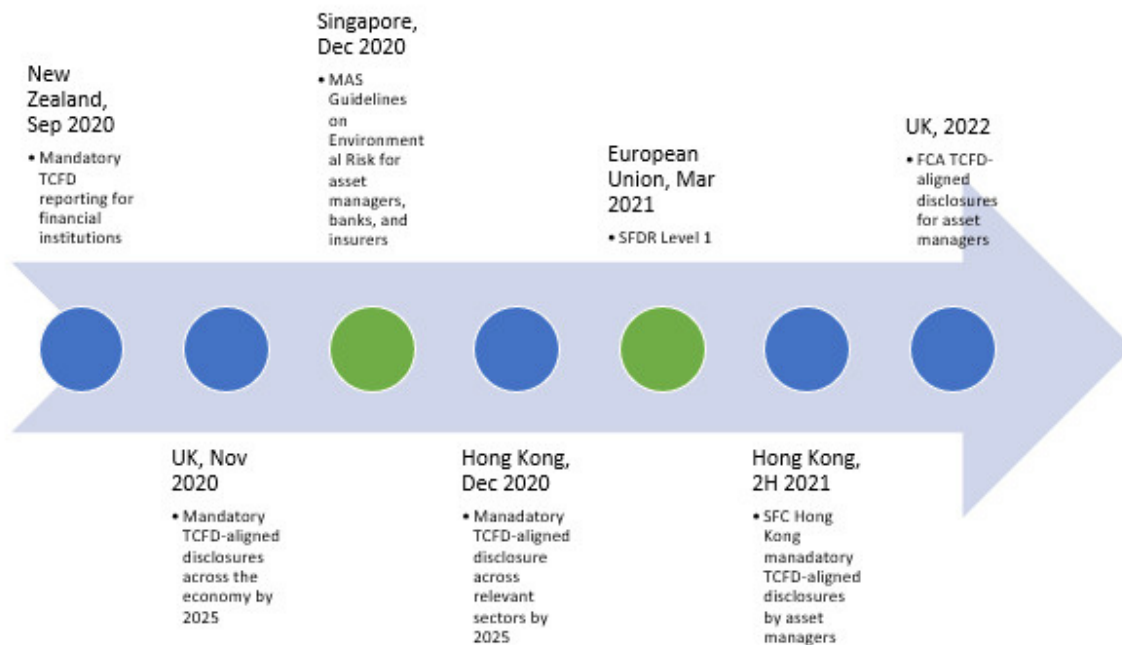 New
Zealand,
Sep 2020
• Mandatory
TCFD
reporting for
financial
institutions
UK, Nov
2020
• Mandatory
TCFD-aligned
disclosures
across the
economy by
2025
Singapore,
Dec 2020
• MAS
Guidelines
on
Environment
al Risk for
asset
managers,
banks, and
insurers
Hong Kong,
Dec 2020
• Manadatory
TCFD-aligned
disclosure
across
relevant
sectors by
2025
European
Union, Mar
2021
• SFDR Level 1
Hong Kong,
2H 2021
• SFC Hong
Kong
manadatory
TCFD-aligned
disclosures
by asset
managers
UK, 2022
• FCA TCFD-
aligned
disclosures
for asset
managers